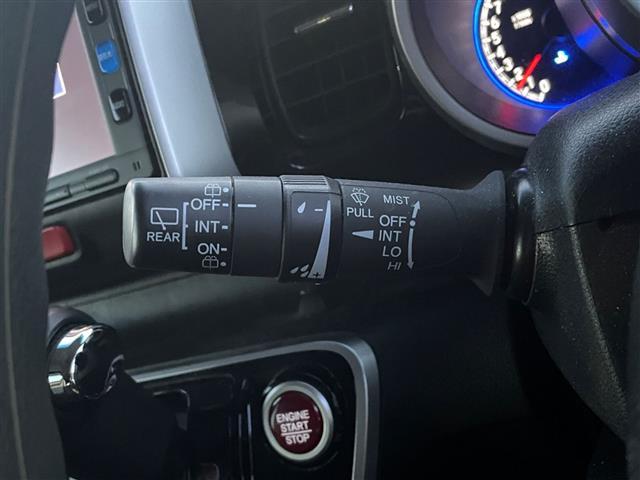 OFF
INT
REAR
ON
PULL
MIST
OFF
INT
LO
HI
ENGINE
START
STOP